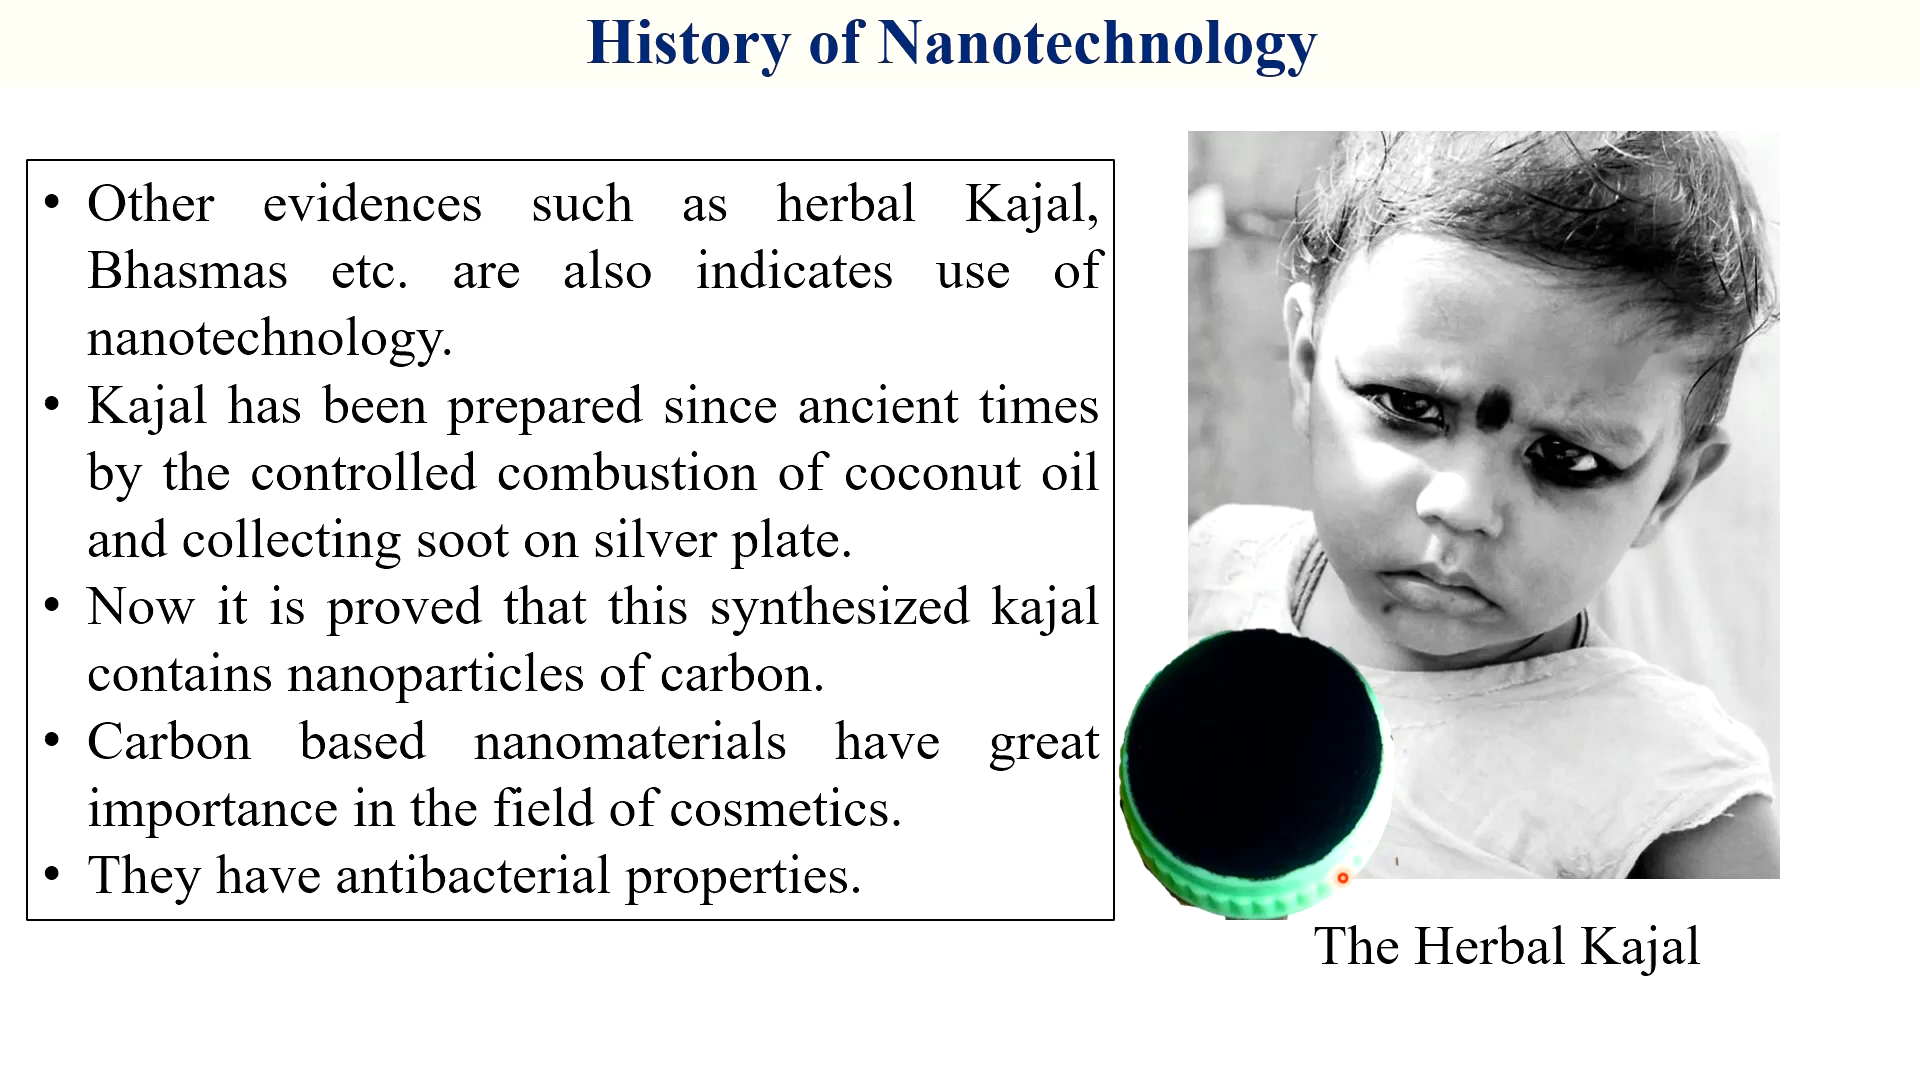 History of Nanotechnology
• Other evidences such as herbal Kajal,
Bhasmas etc. are also indicates use of
nanotechnology.
• Kajal has been prepared since ancient times
by the controlled combustion of coconut oil
and collecting soot on silver plate.
• Now it is proved that this synthesized kajal
contains nanoparticles of carbon.
• Carbon based nanomaterials have great
importance in the field of cosmetics.
• They have antibacterial properties.
The Herbal Kajal